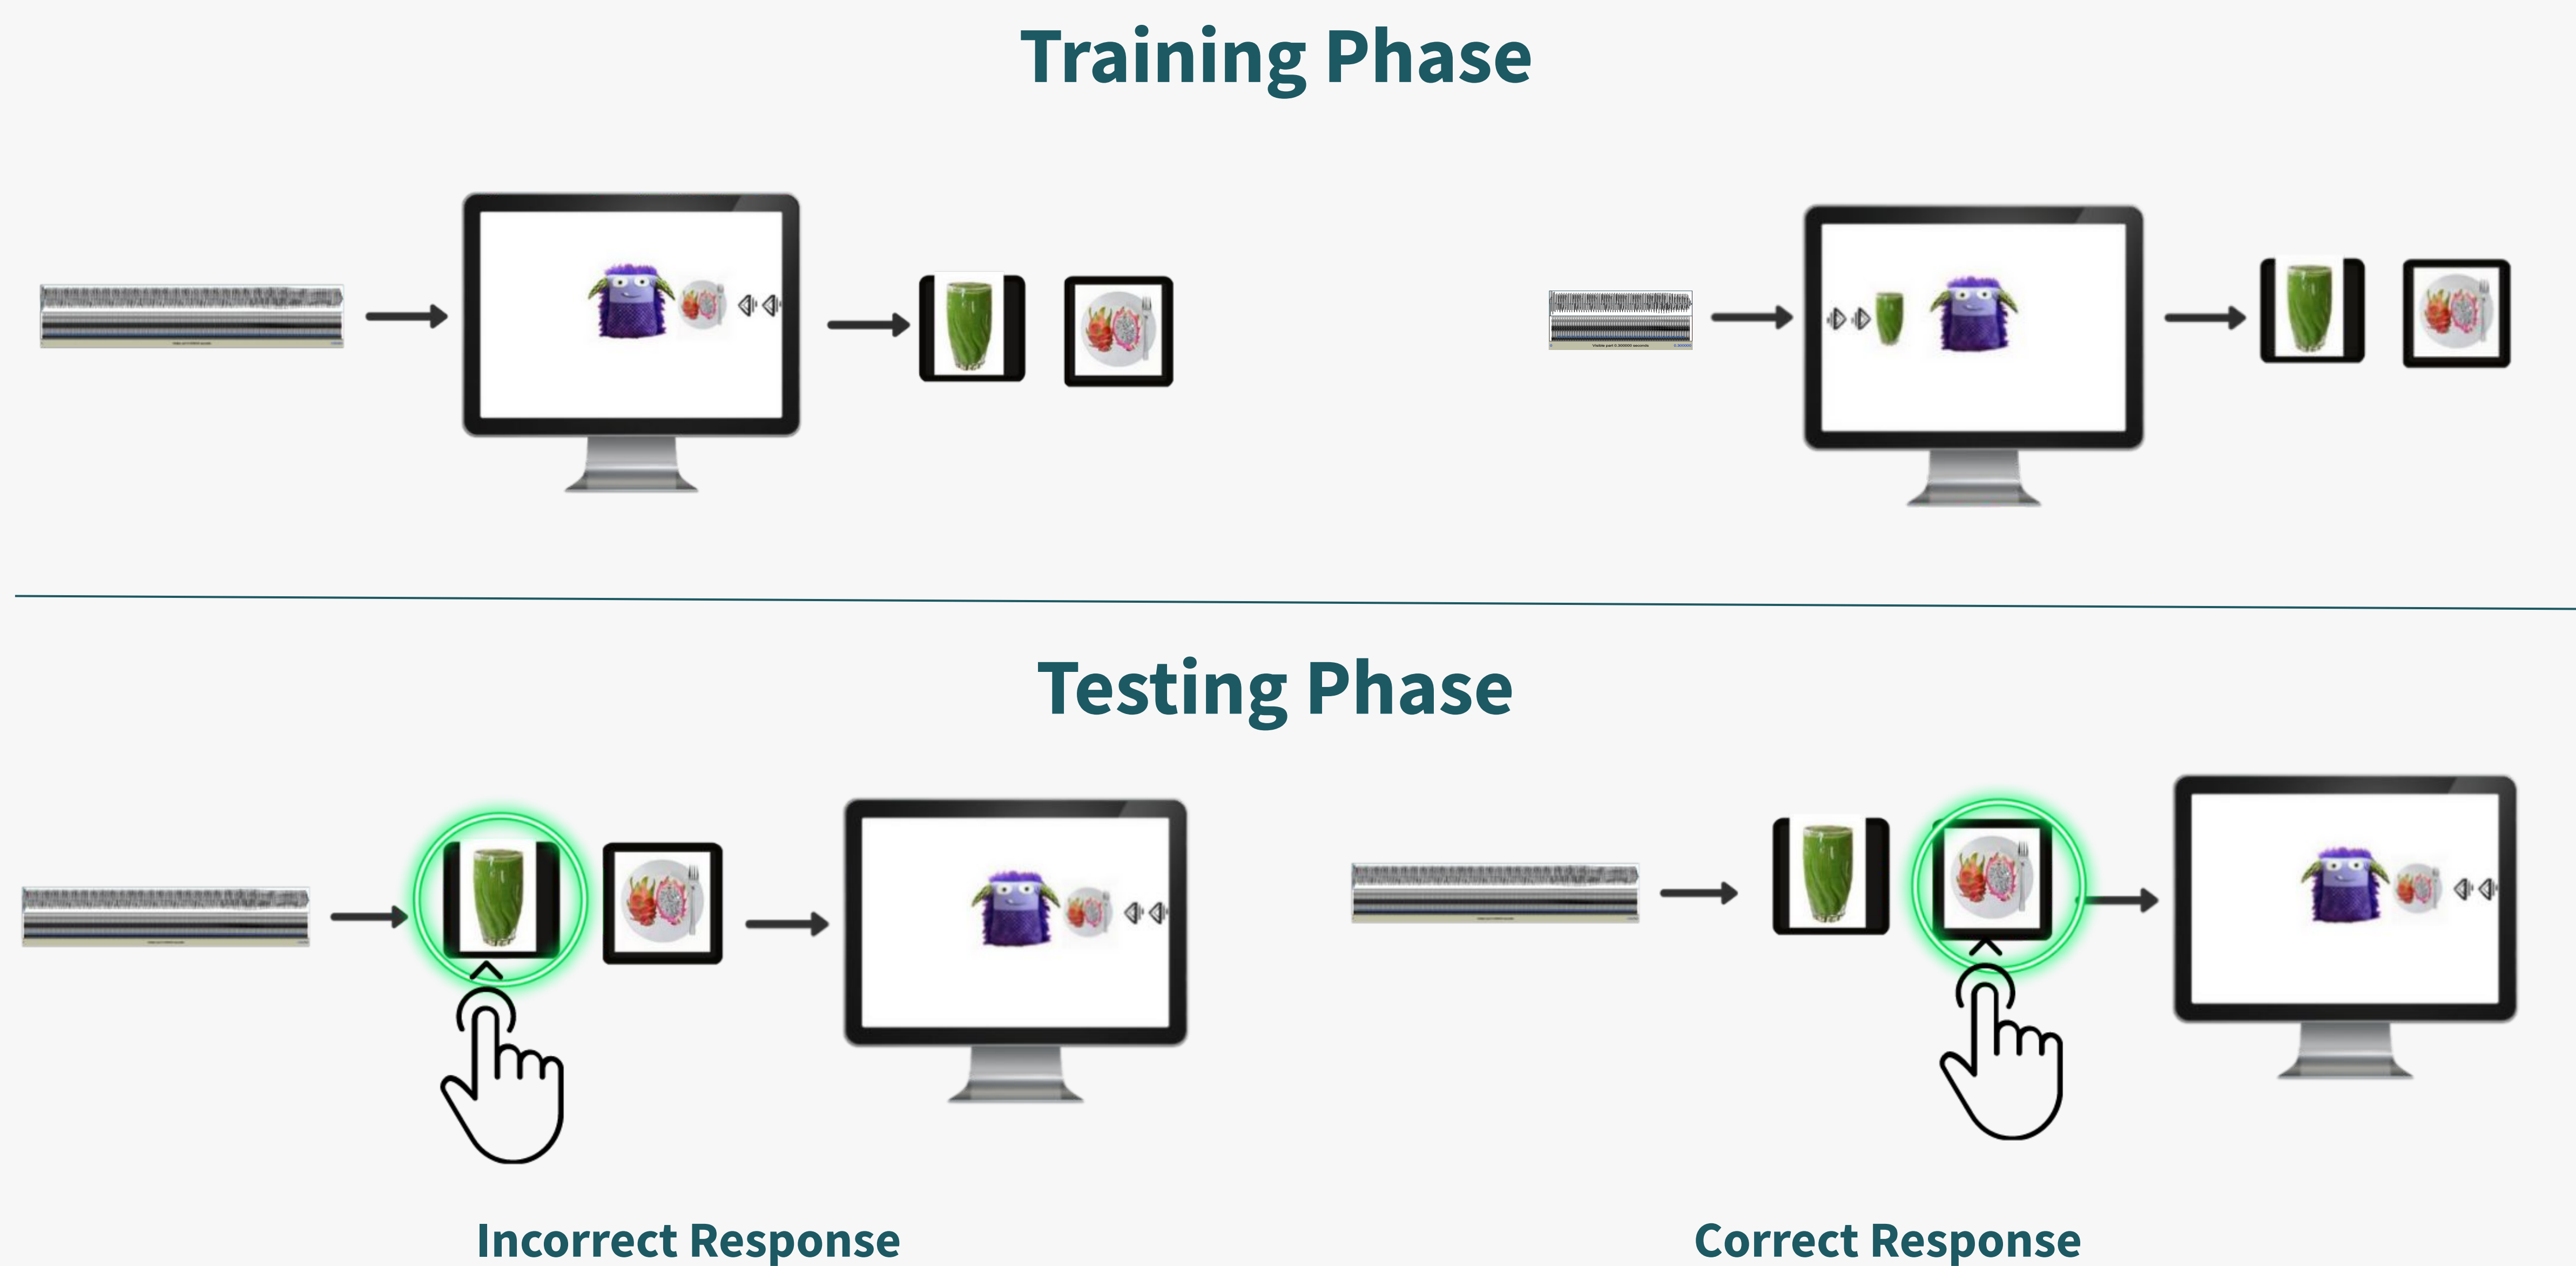 Training Phase
Testing Phase
Incorrect Response
Correct Response